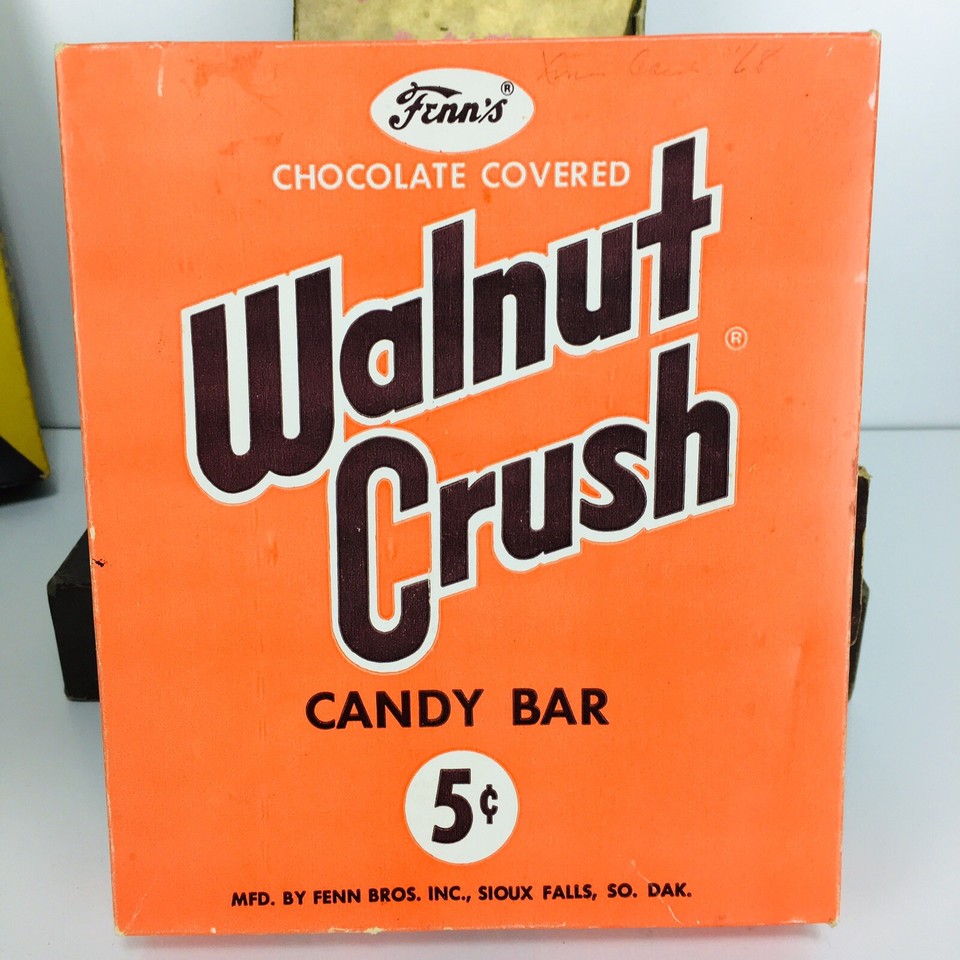 Fenn's®
CHOCOLATE COVERED
Walnut
Crush®
CANDY BAR
5¢
MFD. BY FENN BROS. INC., SIOUX FALLS, SO. DAK.